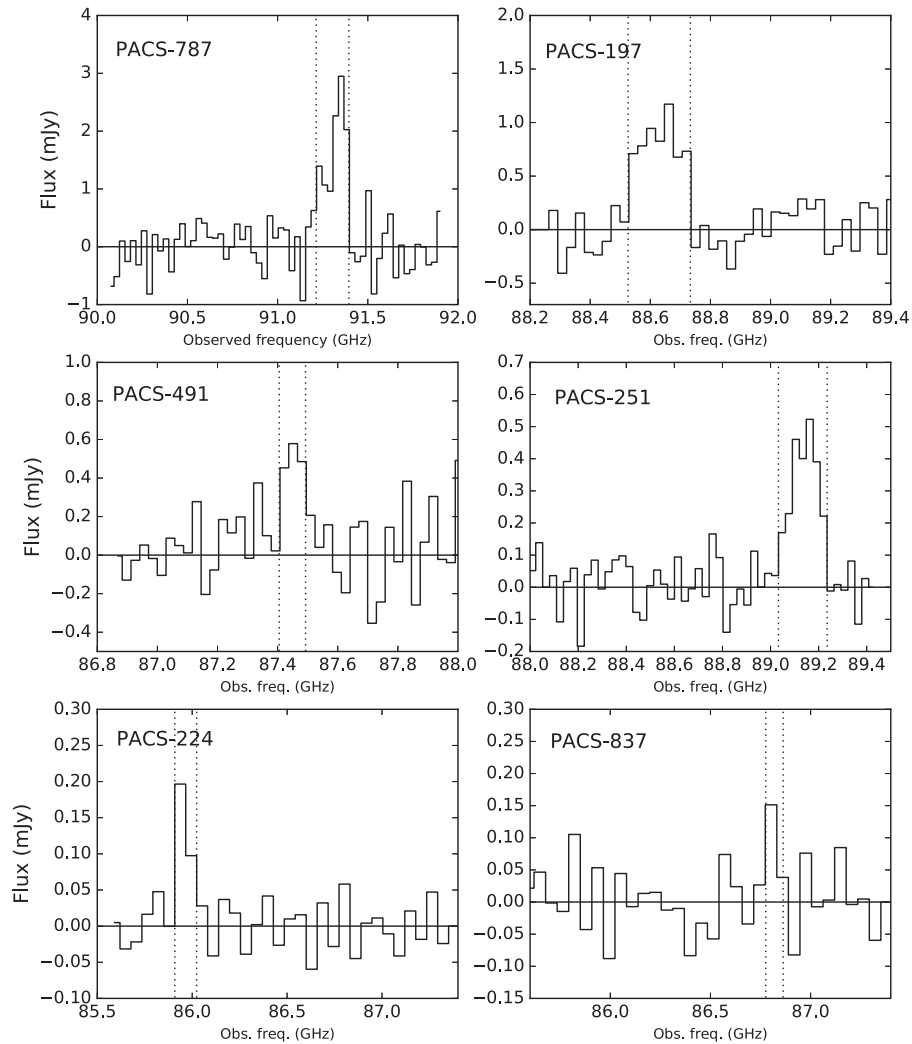 PACS-787
Flux (mJy)
4
3
2
1
0
−1
90.0 90.5 91.0 91.5 92.0
Observed frequency (GHz)
PACS-197
2.0
1.5
1.0
0.5
0.0
−0.5
88.2 88.4 88.6 88.8 89.0 89.2 89.4
Obs. freq. (GHz)
PACS-491
Flux (mJy)
1.0
0.8
0.6
0.4
0.2
0.0
−0.2
−0.4
86.8 87.0 87.2 87.4 87.6 87.8 88.0
Obs. freq. (GHz)
PACS-251
0.7
0.6
0.5
0.4
0.3
0.2
0.1
0.0
−0.1
−0.2
88.0 88.2 88.4 88.6 88.8 89.0 89.2 89.4
Obs. freq. (GHz)
PACS-224
Flux (mJy)
0.30
0.25
0.20
0.15
0.10
0.05
0.00
−0.05
−0.10
85.5 86.0 86.5 87.0
Obs. freq. (GHz)
PACS-837
0.30
0.25
0.20
0.15
0.10
0.05
0.00
−0.05
−0.10
−0.15
86.0 86.5 87.0
Obs. freq. (GHz)